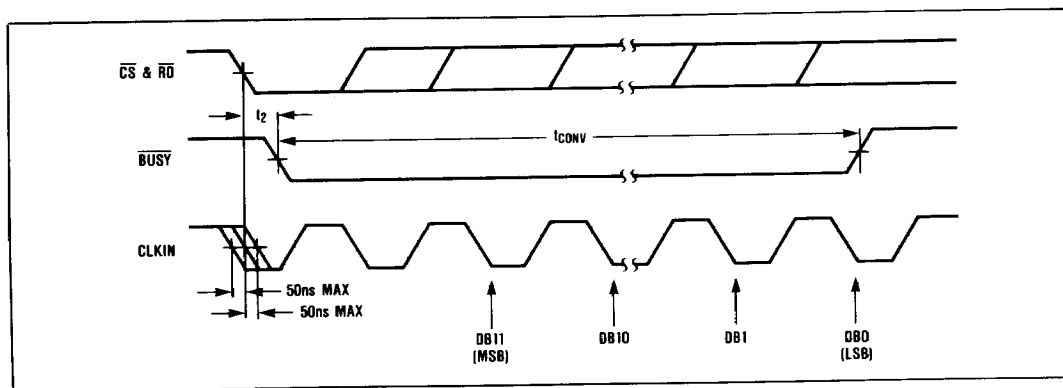 CS & RD
t2
tCONV
BUSY
CLKIN
50ns MAX
50ns MAX
DB11
(MSB)
DB10
DB1
DB0
(LSB)